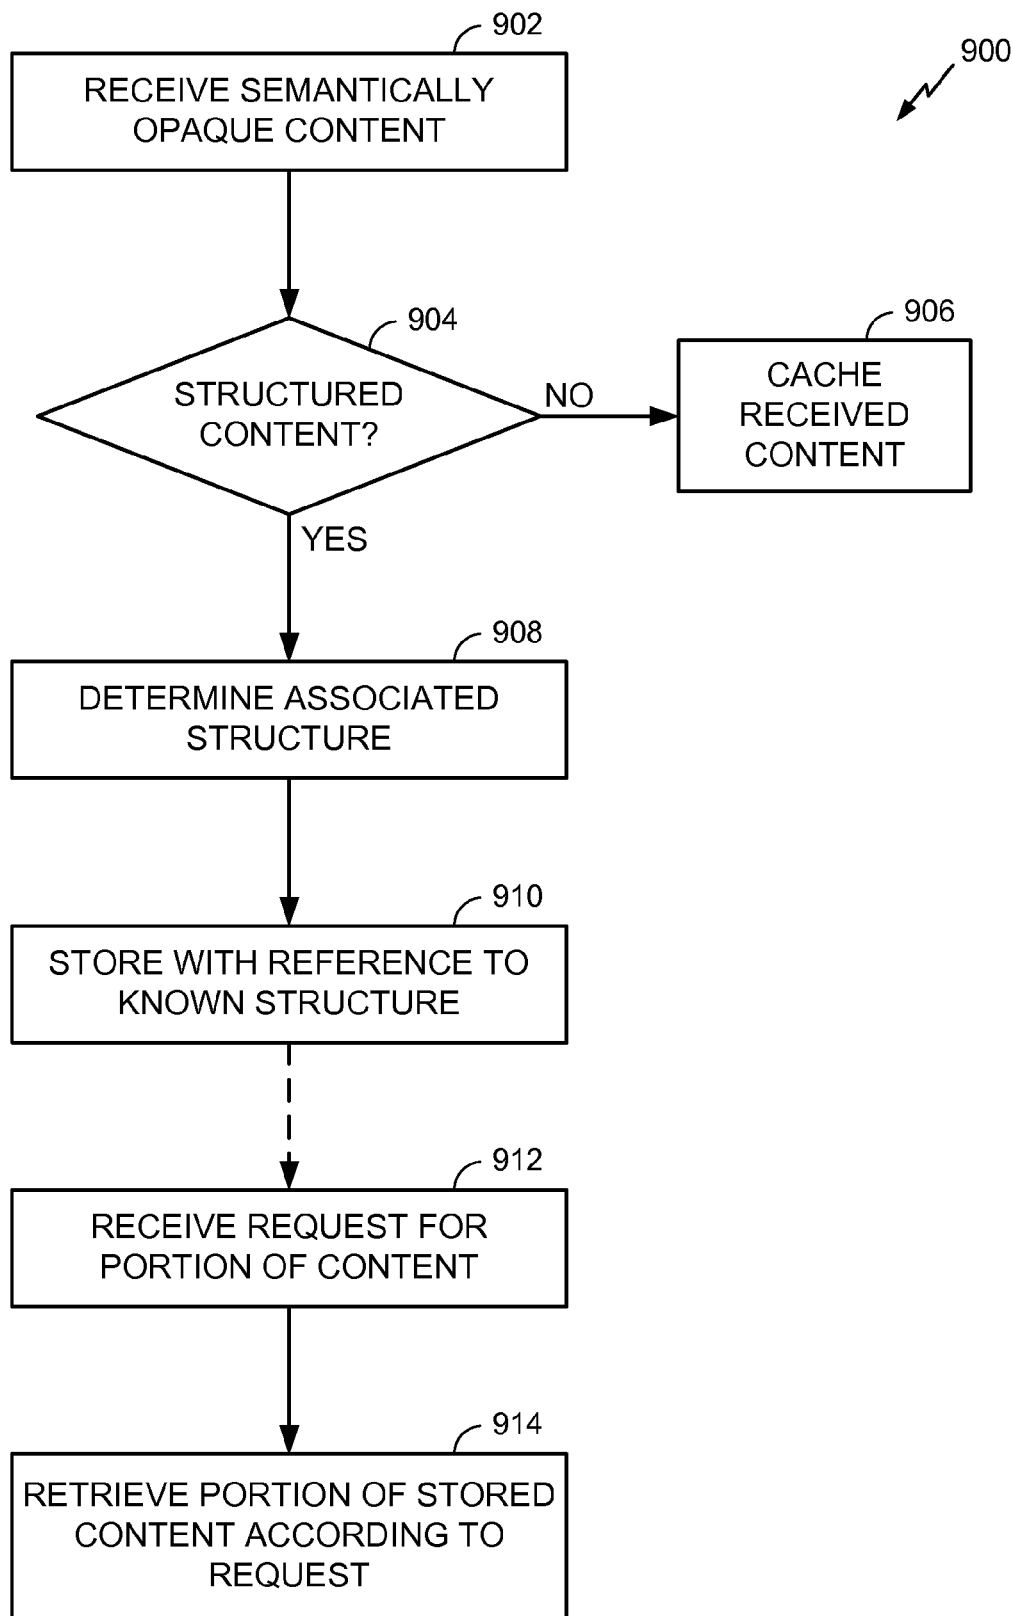 902
900
RECEIVE SEMANTICALLY
OPAQUE CONTENT
904
STRUCTURED
CONTENT?
NO
906
CACHE
RECEIVED
CONTENT
YES
908
DETERMINE ASSOCIATED
STRUCTURE
910
STORE WITH REFERENCE TO
KNOWN STRUCTURE
912
RECEIVE REQUEST FOR
PORTION OF CONTENT
914
RETRIEVE PORTION OF STORED
CONTENT ACCORDING TO
REQUEST